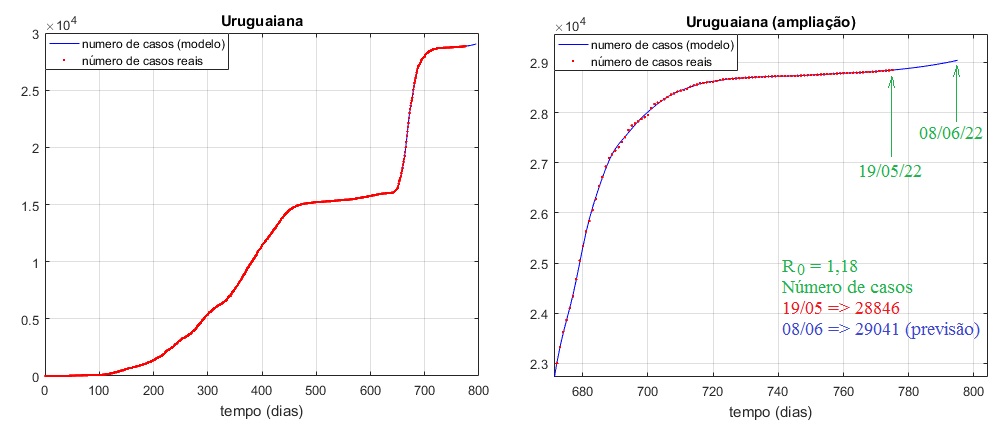 Uruguaiana
×10⁴
numero de casos (modelo)
número de casos reais
3
2.5
2
1.5
1
0.5
0
0 100 200 300 400 500 600 700 800
tempo (dias)
Uruguaiana (ampliação)
×10⁴
numero de casos (modelo)
número de casos reais
2.9
2.8
2.7
2.6
2.5
2.4
2.3
08/06/22
19/05/22
R₀ = 1,18
Número de casos
19/05 => 28846
08/06 => 29041 (previsão)
680 700 720 740 760 780 800
tempo (dias)